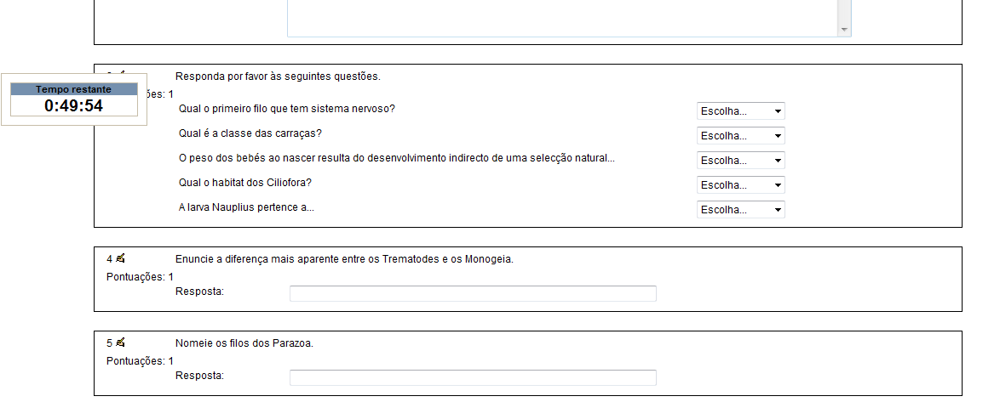 Responda por favor às seguintes questões.
Tempo restante
ões: 1
0:49:54
Qual o primeiro filo que tem sistema nervoso? Escolha...
Qual é a classe das carraças? Escolha...
O peso dos bebés ao nascer resulta do desenvolvimento indirecto de uma selecção natural... Escolha...
Qual o habitat dos Ciliofora? Escolha...
A larva Nauplius pertence a... Escolha...
4 Enuncie a diferença mais aparente entre os Trematodes e os Monogeia.
Pontuações: 1
Resposta:
5 Nomeie os filos dos Parazoa.
Pontuações: 1
Resposta: